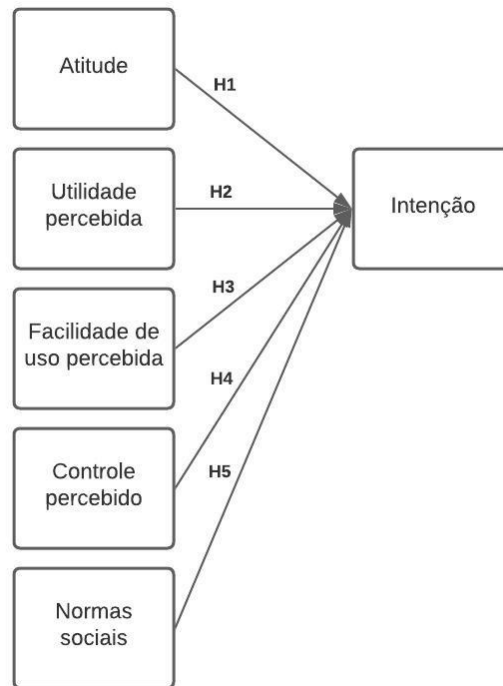 Atitude
H1
Utilidade
percebida
H2
Intenção
H3
Facilidade de
uso percebida
H4
Controle
percebido
H5
Normas
sociais